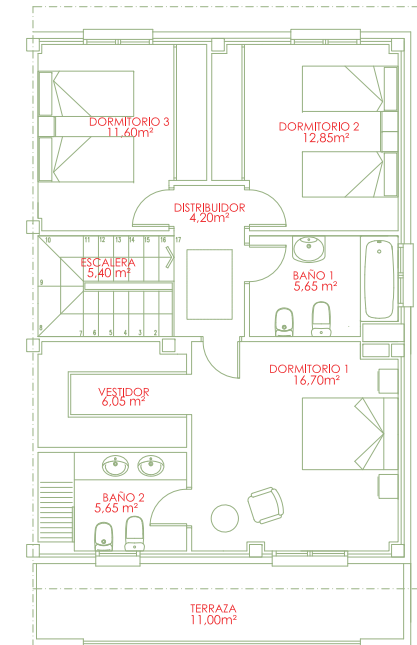 DORMITORIO 3
11,60m²
DORMITORIO 2
12,85m²
DISTRIBUIDOR
4,20m²
10 11 12 13 14 15 16 17
ESCALERA
5,40 m²
9
8 7 6 5 4 3 2
BAÑO 1
5,65 m²
DORMITORIO 1
16,70m²
VESTIDOR
6,05 m²
BAÑO 2
5,65 m²
TERRAZA
11,00m²